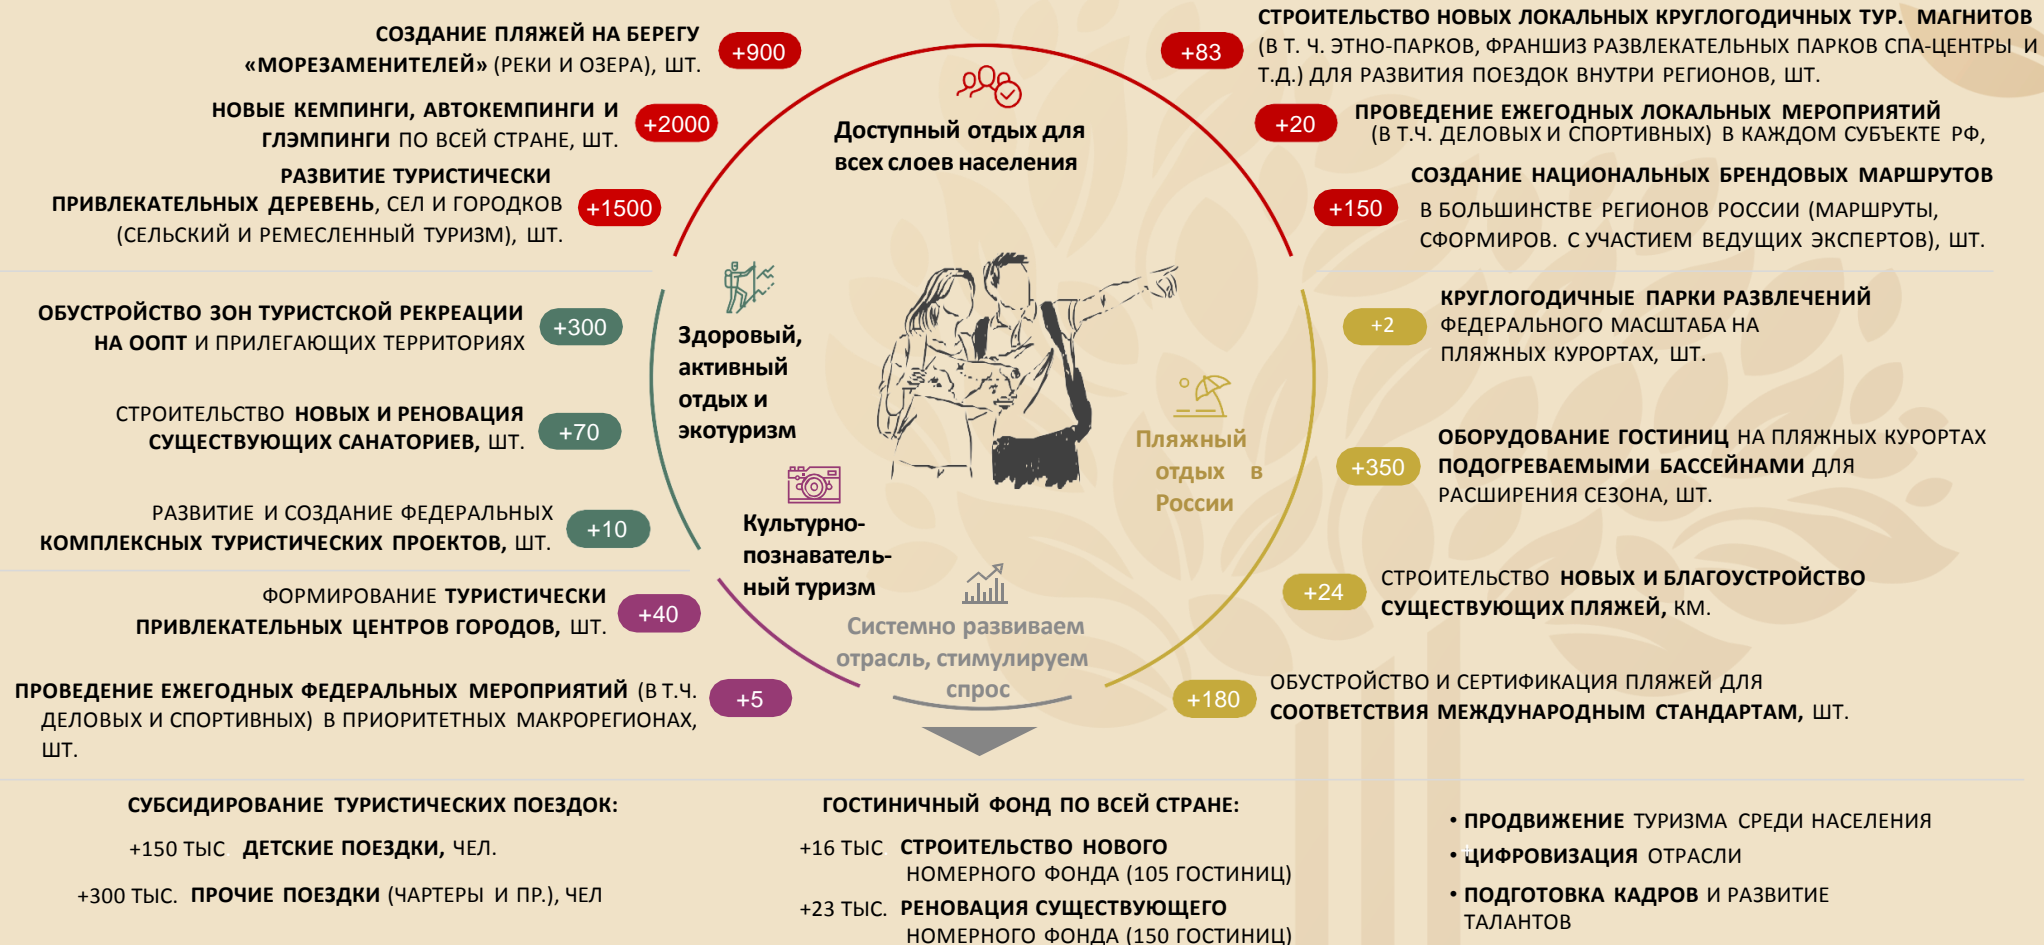 СОЗДАНИЕ ПЛЯЖЕЙ НА БЕРЕГУ
«МОРЕЗАМЕНИТЕЛЕЙ» (РЕКИ И ОЗЕРА), ШТ.
+900
НОВЫЕ КЕМПИНГИ, АВТОКЕМПИНГИ И
ГЛЭМПИНГИ ПО ВСЕЙ СТРАНЕ, ШТ.
+2000
РАЗВИТИЕ ТУРИСТИЧЕСКИ
ПРИВЛЕКАТЕЛЬНЫХ ДЕРЕВЕНЬ, СЕЛ И ГОРОДКОВ
(СЕЛЬСКИЙ И РЕМЕСЛЕННЫЙ ТУРИЗМ), ШТ.
+1500
Доступный отдых для
всех слоев населения
+83
СТРОИТЕЛЬСТВО НОВЫХ ЛОКАЛЬНЫХ КРУГЛОГОДИЧНЫХ ТУР. МАГНИТОВ
(В Т. Ч. ЭТНО-ПАРКОВ, ФРАНШИЗ РАЗВЛЕКАТЕЛЬНЫХ ПАРКОВ СПА-ЦЕНТРЫ И
Т.Д.) ДЛЯ РАЗВИТИЯ ПОЕЗДОК ВНУТРИ РЕГИОНОВ, ШТ.
+20
ПРОВЕДЕНИЕ ЕЖЕГОДНЫХ ЛОКАЛЬНЫХ МЕРОПРИЯТИЙ
(В Т.Ч. ДЕЛОВЫХ И СПОРТИВНЫХ) В КАЖДОМ СУБЪЕКТЕ РФ,
+150
СОЗДАНИЕ НАЦИОНАЛЬНЫХ БРЕНДОВЫХ МАРШРУТОВ
В БОЛЬШИНСТВЕ РЕГИОНОВ РОССИИ (МАРШРУТЫ,
СФОРМИРОВ. С УЧАСТИЕМ ВЕДУЩИХ ЭКСПЕРТОВ), ШТ.
ОБУСТРОЙСТВО ЗОН ТУРИСТСКОЙ РЕКРЕАЦИИ
НА ООПТ И ПРИЛЕГАЮЩИХ ТЕРРИТОРИЯХ
+300
СТРОИТЕЛЬСТВО НОВЫХ И РЕНОВАЦИЯ
СУЩЕСТВУЮЩИХ САНАТОРИЕВ, ШТ.
+70
РАЗВИТИЕ И СОЗДАНИЕ ФЕДЕРАЛЬНЫХ
КОМПЛЕКСНЫХ ТУРИСТИЧЕСКИХ ПРОЕКТОВ, ШТ.
+10
Здоровый,
активный
отдых и
экотуризм
Пляжный
отдых в
России
+2
КРУГЛОГОДИЧНЫЕ ПАРКИ РАЗВЛЕЧЕНИЙ
ФЕДЕРАЛЬНОГО МАСШТАБА НА
ПЛЯЖНЫХ КУРОРТАХ, ШТ.
+350
ОБОРУДОВАНИЕ ГОСТИНИЦ НА ПЛЯЖНЫХ КУРОРТАХ
ПОДОГРЕВАЕМЫМИ БАССЕЙНАМИ ДЛЯ
РАСШИРЕНИЯ СЕЗОНА, ШТ.
+24
СТРОИТЕЛЬСТВО НОВЫХ И БЛАГОУСТРОЙСТВО
СУЩЕСТВУЮЩИХ ПЛЯЖЕЙ, КМ.
+180
ОБУСТРОЙСТВО И СЕРТИФИКАЦИЯ ПЛЯЖЕЙ ДЛЯ
СООТВЕТСТВИЯ МЕЖДУНАРОДНЫМ СТАНДАРТАМ, ШТ.
ФОРМИРОВАНИЕ ТУРИСТИЧЕСКИ
ПРИВЛЕКАТЕЛЬНЫХ ЦЕНТРОВ ГОРОДОВ, ШТ.
+40
ПРОВЕДЕНИЕ ЕЖЕГОДНЫХ ФЕДЕРАЛЬНЫХ МЕРОПРИЯТИЙ (В Т.Ч.
ДЕЛОВЫХ И СПОРТИВНЫХ) В ПРИОРИТЕТНЫХ МАКРОРЕГИОНАХ,
ШТ.
+5
Культурно-
познаватель-
ный туризм
Системно развиваем
отрасль, стимулируем
спрос
СУБСИДИРОВАНИЕ ТУРИСТИЧЕСКИХ ПОЕЗДОК:
+150 ТЫС. ДЕТСКИЕ ПОЕЗДКИ, ЧЕЛ.
+300 ТЫС. ПРОЧИЕ ПОЕЗДКИ (ЧАРТЕРЫ И ПР.), ЧЕЛ
ГОСТИНИЧНЫЙ ФОНД ПО ВСЕЙ СТРАНЕ:
+16 ТЫС. СТРОИТЕЛЬСТВО НОВОГО
НОМЕРНОГО ФОНДА (105 ГОСТИНИЦ)
+23 ТЫС. РЕНОВАЦИЯ СУЩЕСТВУЮЩЕГО
НОМЕРНОГО ФОНДА (150 ГОСТИНИЦ)
• ПРОДВИЖЕНИЕ ТУРИЗМА СРЕДИ НАСЕЛЕНИЯ
• ЦИФРОВИЗАЦИЯ ОТРАСЛИ
• ПОДГОТОВКА КАДРОВ И РАЗВИТИЕ
ТАЛАНТОВ